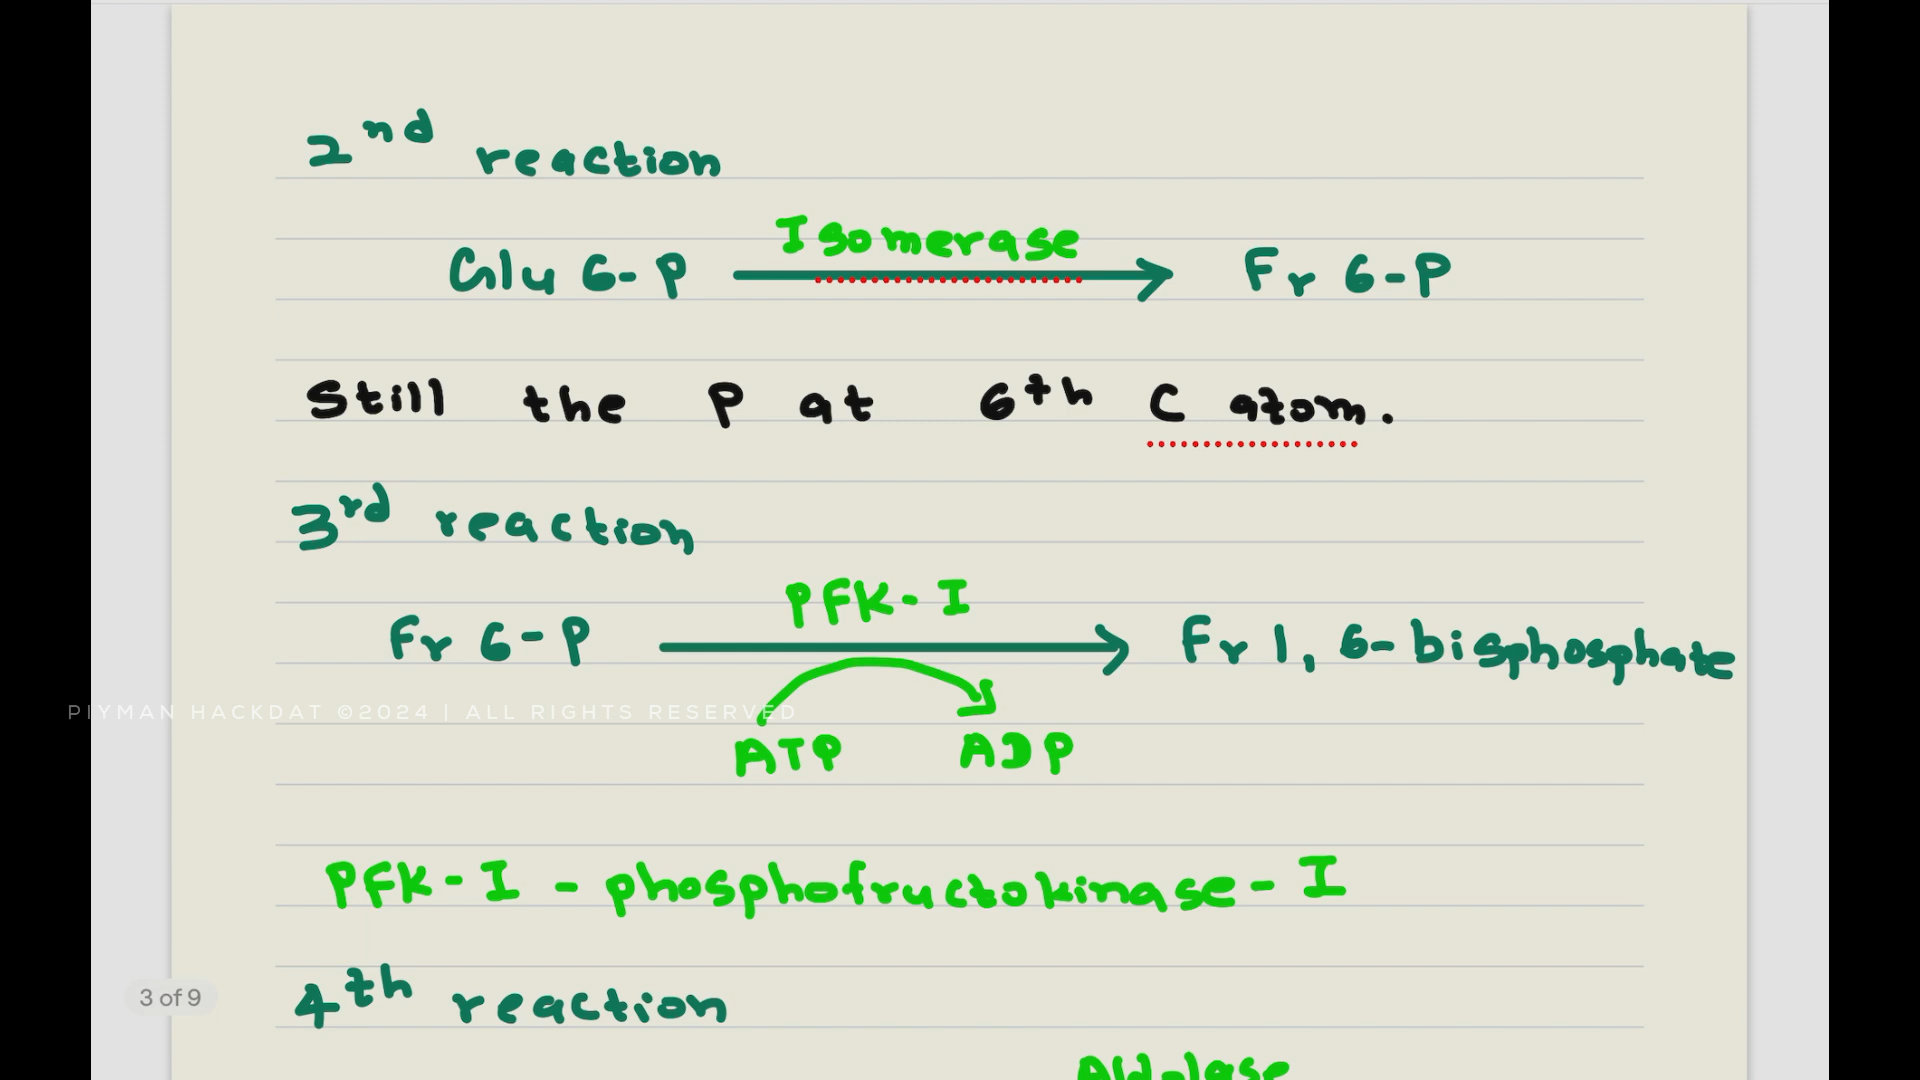 2nd reaction
Isomerase
Glu 6-P → Fr 6-P
Still the P at 6th C atom.
3rd reaction
PFK-I
Fr 6-P → Fr 1, 6-bisphosphate
PIYMAN HACKDAT ©2024 | ALL RIGHTS RESERVED
ATP ADP
PFK-I - phosphofructokinase-I
3 of 9
4th reaction